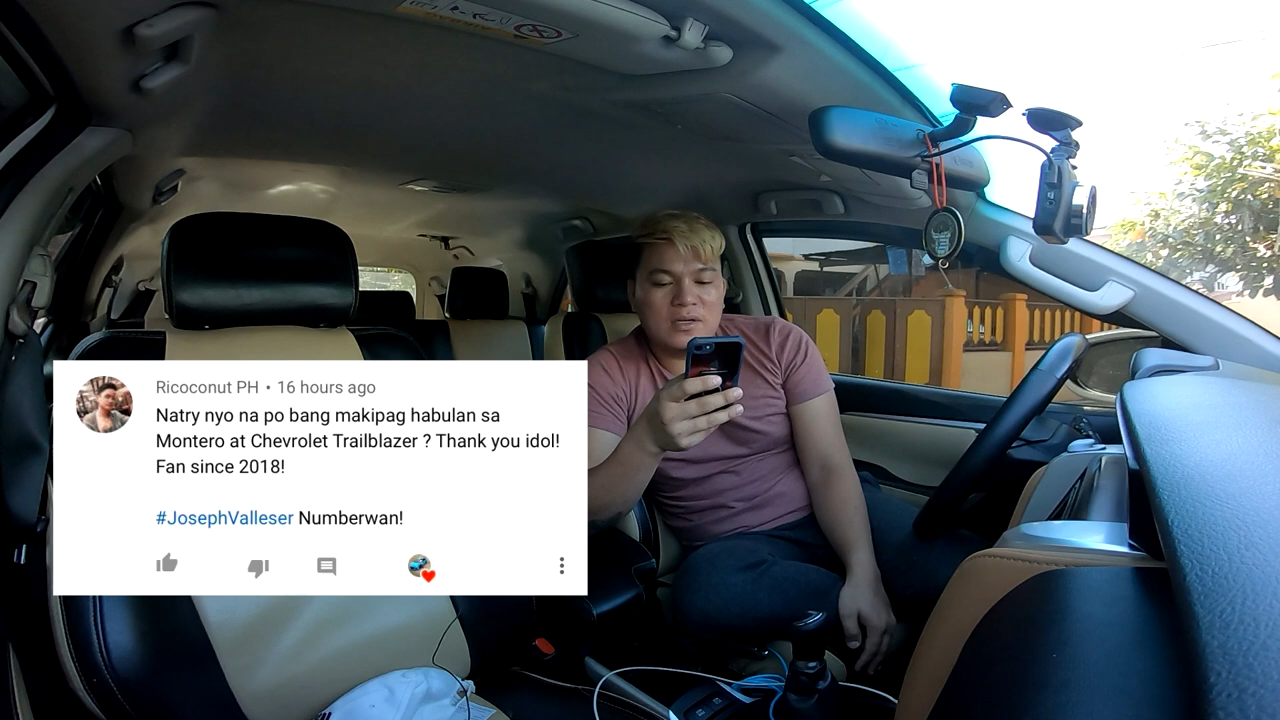 Ricoconut PH • 16 hours ago
Natry nyo na po bang makipag habulan sa
Montero at Chevrolet Trailblazer ? Thank you idol!
Fan since 2018!
#JosephValleser Numberwan!